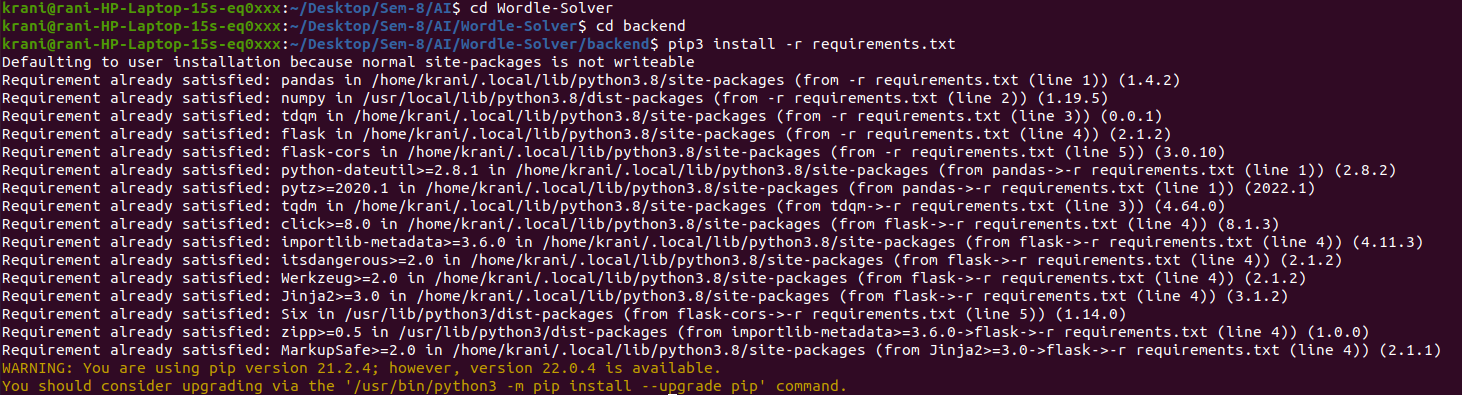 krani@rani-HP-Laptop-15s-eq0xxx:~/Desktop/Sem-8/AI$ cd Wordle-Solver
krani@rani-HP-Laptop-15s-eq0xxx:~/Desktop/Sem-8/AI/Wordle-Solver$ cd backend
krani@rani-HP-Laptop-15s-eq0xxx:~/Desktop/Sem-8/AI/Wordle-Solver/backend$ pip3 install -r requirements.txt
Defaulting to user installation because normal site-packages is not writeable
Requirement already satisfied: pandas in /home/krani/.local/lib/python3.8/site-packages (from -r requirements.txt (line 1)) (1.4.2)
Requirement already satisfied: numpy in /usr/local/lib/python3.8/dist-packages (from -r requirements.txt (line 2)) (1.19.5)
Requirement already satisfied: tdqm in /home/krani/.local/lib/python3.8/site-packages (from -r requirements.txt (line 3)) (0.0.1)
Requirement already satisfied: flask in /home/krani/.local/lib/python3.8/site-packages (from -r requirements.txt (line 4)) (2.1.2)
Requirement already satisfied: flask-cors in /home/krani/.local/lib/python3.8/site-packages (from -r requirements.txt (line 5)) (3.0.10)
Requirement already satisfied: python-dateutil>=2.8.1 in /home/krani/.local/lib/python3.8/site-packages (from pandas->-r requirements.txt (line 1)) (2.8.2)
Requirement already satisfied: pytz>=2020.1 in /home/krani/.local/lib/python3.8/site-packages (from pandas->-r requirements.txt (line 1)) (2022.1)
Requirement already satisfied: tqdm in /home/krani/.local/lib/python3.8/site-packages (from tdqm->-r requirements.txt (line 3)) (4.64.0)
Requirement already satisfied: click>=8.0 in /home/krani/.local/lib/python3.8/site-packages (from flask->-r requirements.txt (line 4)) (8.1.3)
Requirement already satisfied: importlib-metadata>=3.6.0 in /home/krani/.local/lib/python3.8/site-packages (from flask->-r requirements.txt (line 4)) (4.11.3)
Requirement already satisfied: itsdangerous>=2.0 in /home/krani/.local/lib/python3.8/site-packages (from flask->-r requirements.txt (line 4)) (2.1.2)
Requirement already satisfied: Werkzeug>=2.0 in /home/krani/.local/lib/python3.8/site-packages (from flask->-r requirements.txt (line 4)) (2.1.2)
Requirement already satisfied: Jinja2>=3.0 in /home/krani/.local/lib/python3.8/site-packages (from flask->-r requirements.txt (line 4)) (3.1.2)
Requirement already satisfied: Six in /usr/lib/python3/dist-packages (from flask-cors->-r requirements.txt (line 5)) (1.14.0)
Requirement already satisfied: zipp>=0.5 in /usr/lib/python3/dist-packages (from importlib-metadata>=3.6.0->flask->-r requirements.txt (line 4)) (1.0.0)
Requirement already satisfied: MarkupSafe>=2.0 in /home/krani/.local/lib/python3.8/site-packages (from Jinja2>=3.0->flask->-r requirements.txt (line 4)) (2.1.1)
WARNING: You are using pip version 21.2.4; however, version 22.0.4 is available.
You should consider upgrading via the '/usr/bin/python3 -m pip install --upgrade pip' command.